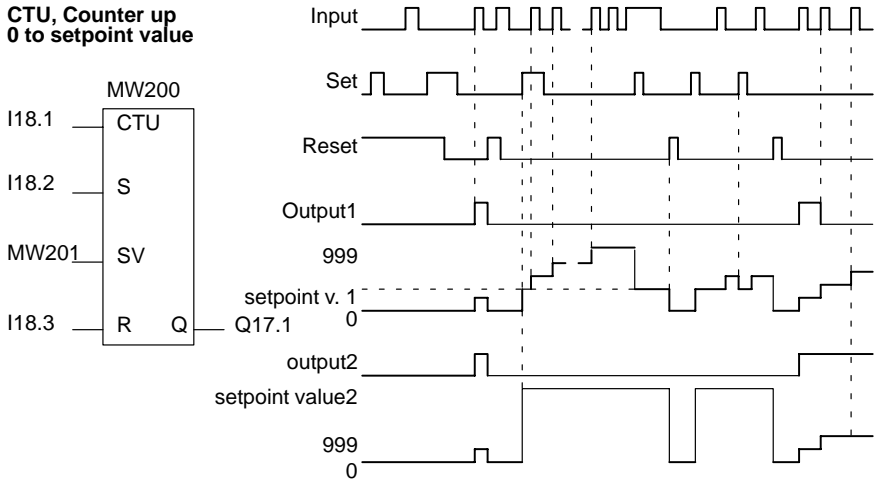 CTU, Counter up
0 to setpoint value
MW200
I18.1
CTU
I18.2
S
MW201
SV
I18.3
R
Q
Q17.1
Input
Set
Reset
Output1
999
setpoint v. 1
0
output2
setpoint value2
999
0